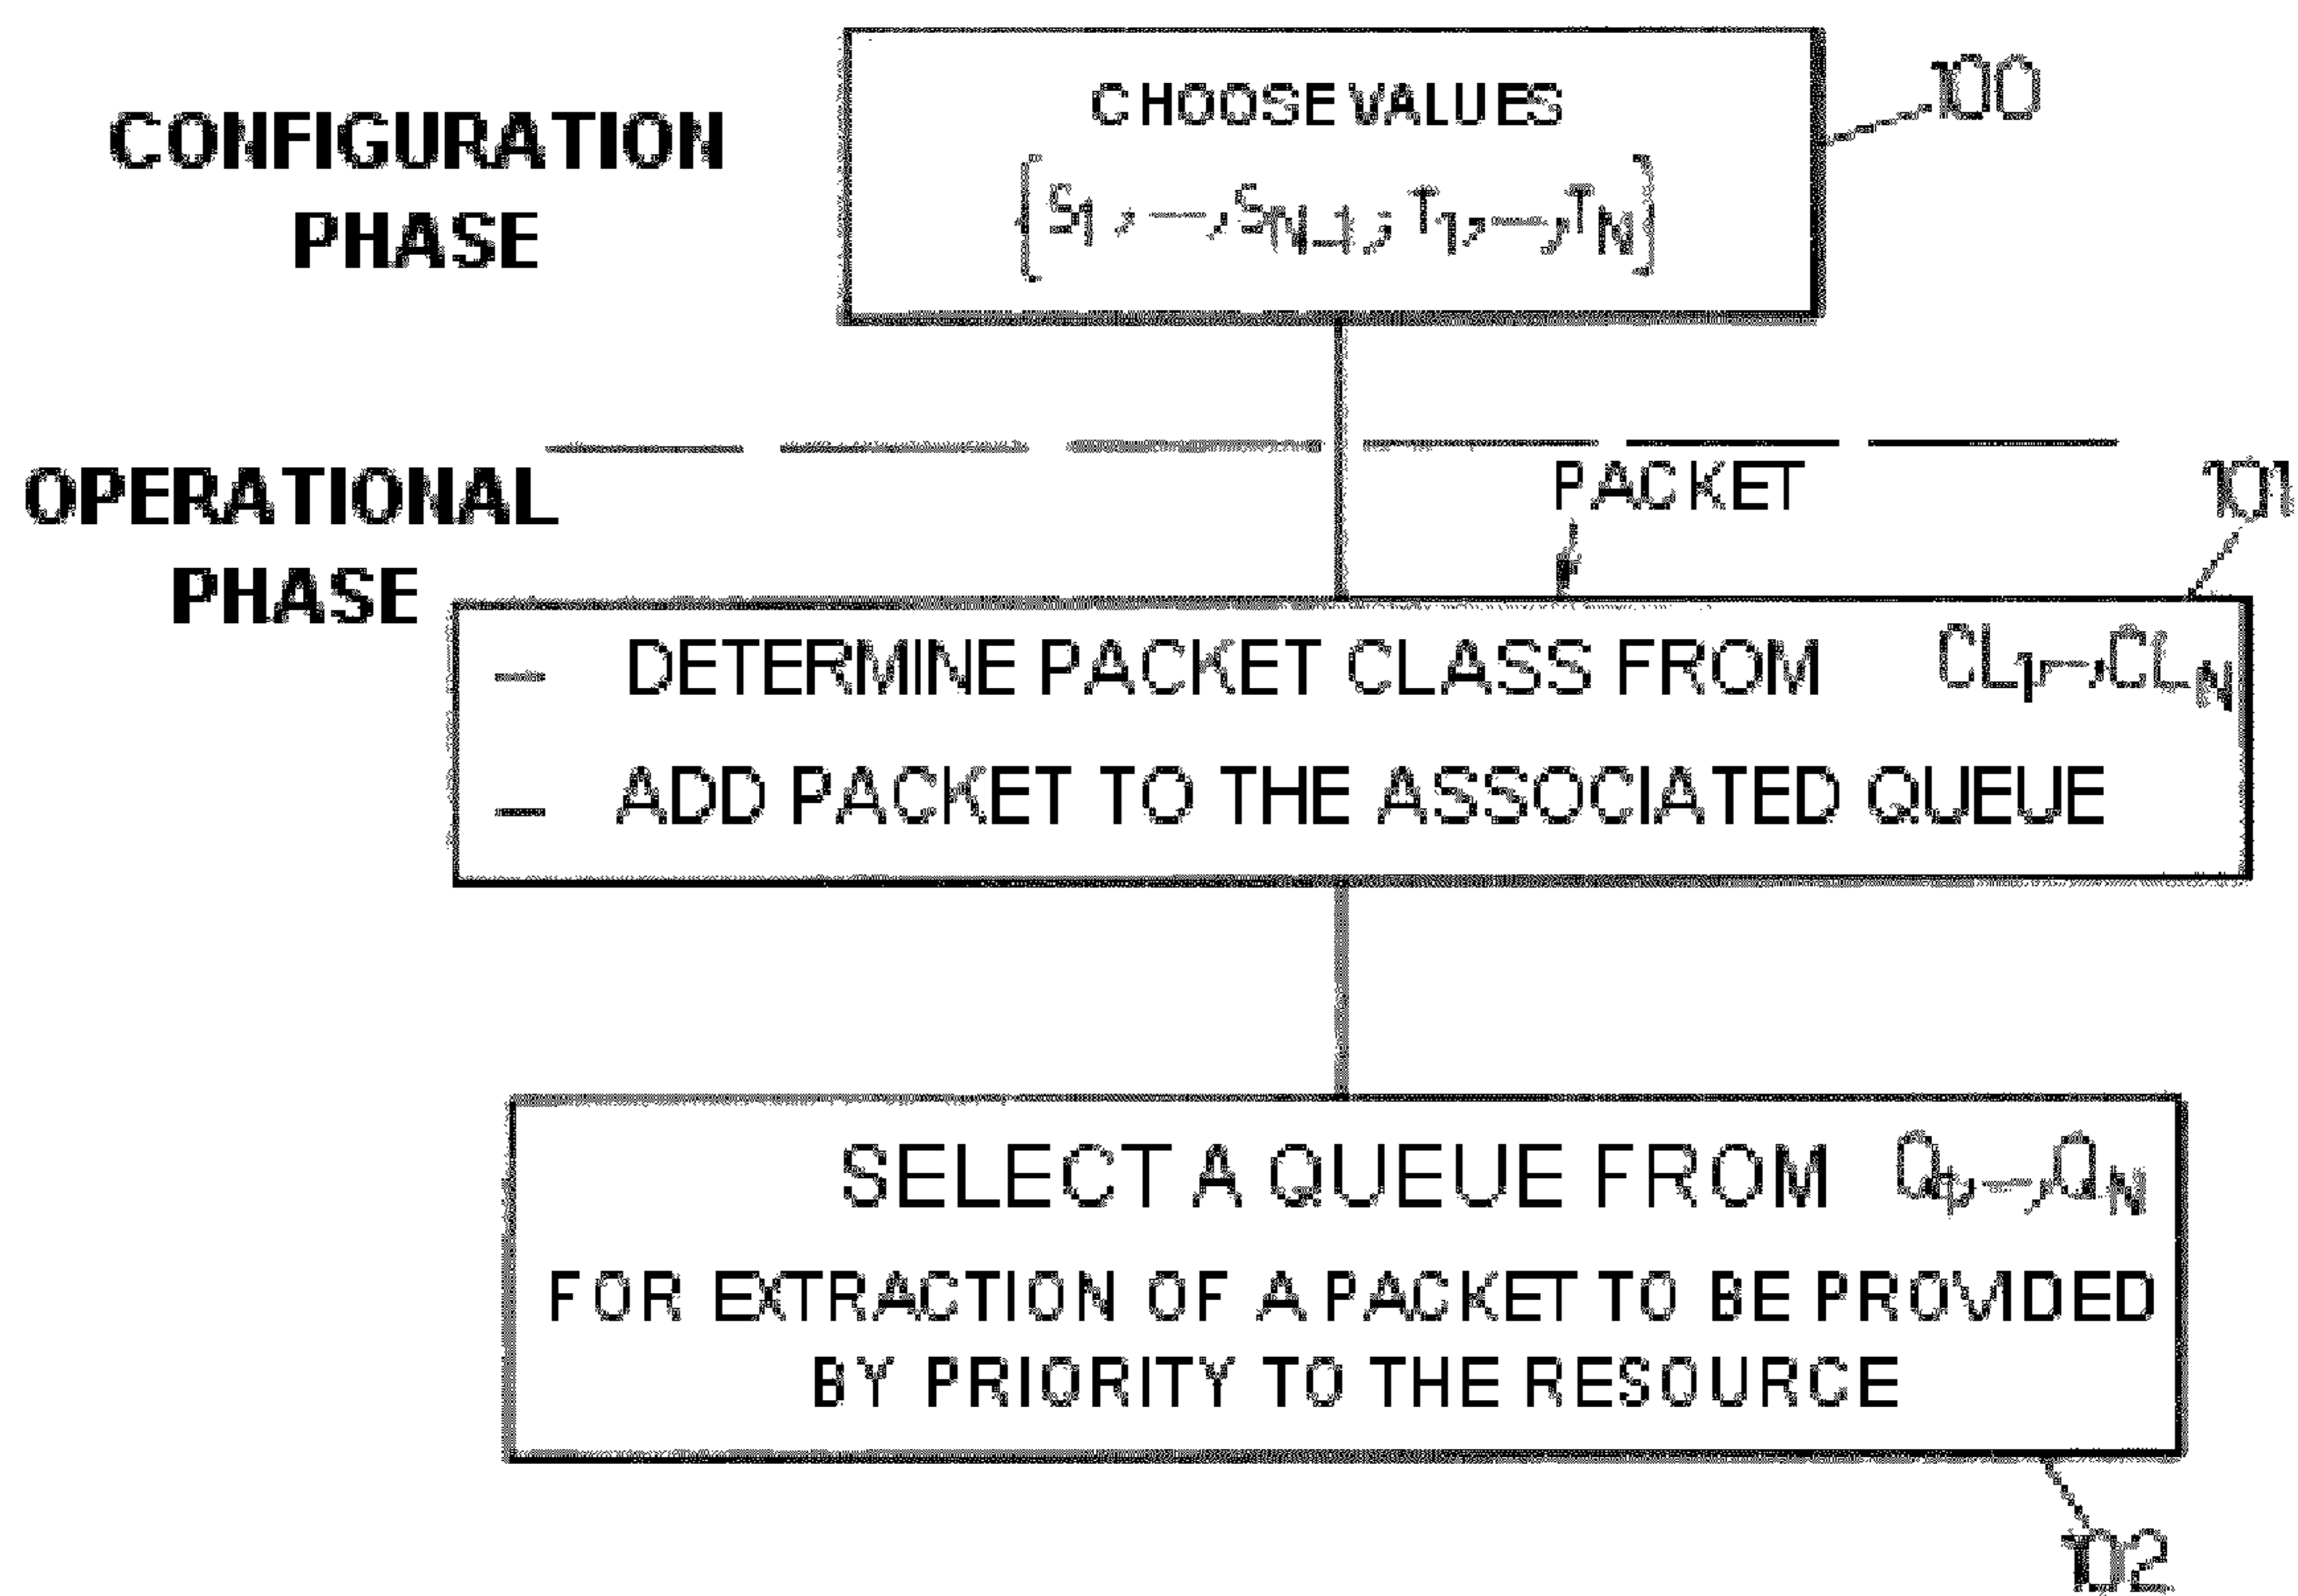 CHOOSE VALUES
100
CONFIGURATION
PHASE
[S1,—,SN-1,T1,—,TN]
OPERATIONAL
PHASE
PACKET
101
– DETERMINE PACKET CLASS FROM CL1,—,CLN
– ADD PACKET TO THE ASSOCIATED QUEUE
SELECT A QUEUE FROM Q1,—,QN
FOR EXTRACTION OF A PACKET TO BE PROVIDED
BY PRIORITY TO THE RESOURCE
102